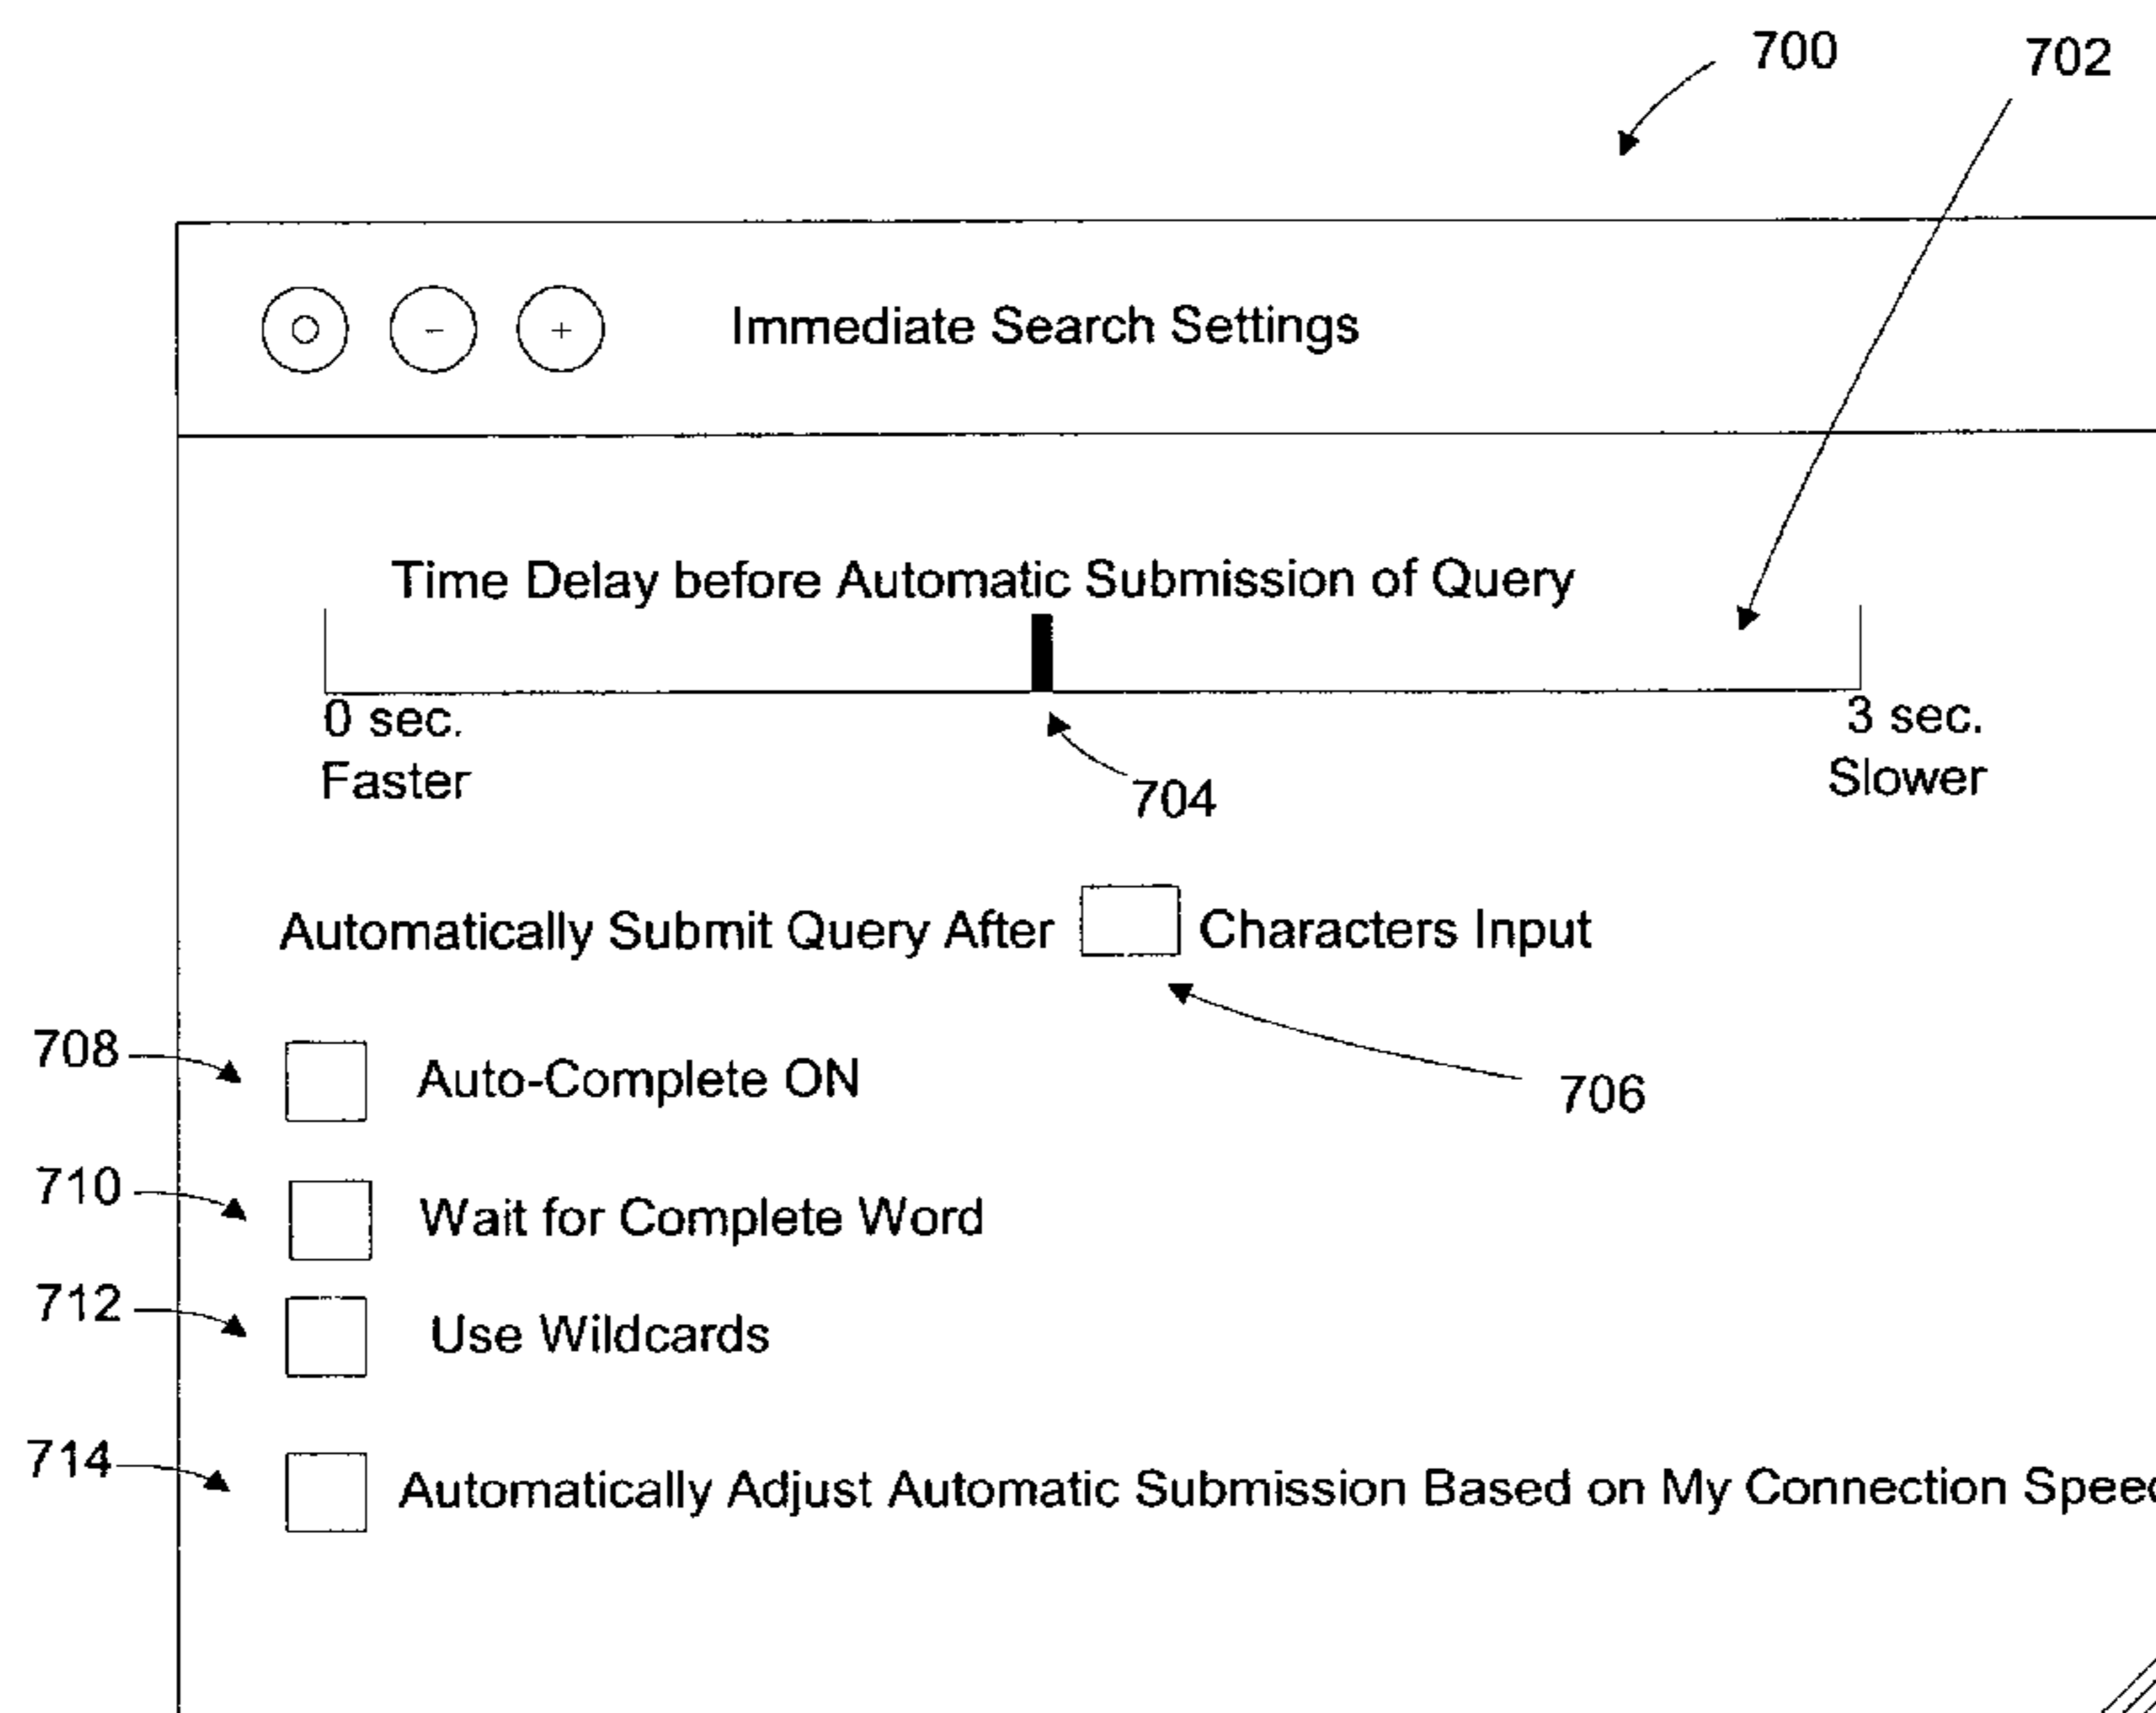 700
702
Immediate Search Settings
Time Delay before Automatic Submission of Query
0 sec.
3 sec.
Faster
Slower
704
Automatically Submit Query After Characters Input
706
708
Auto-Complete ON
710
Wait for Complete Word
712
Use Wildcards
714
Automatically Adjust Automatic Submission Based on My Connection Speed